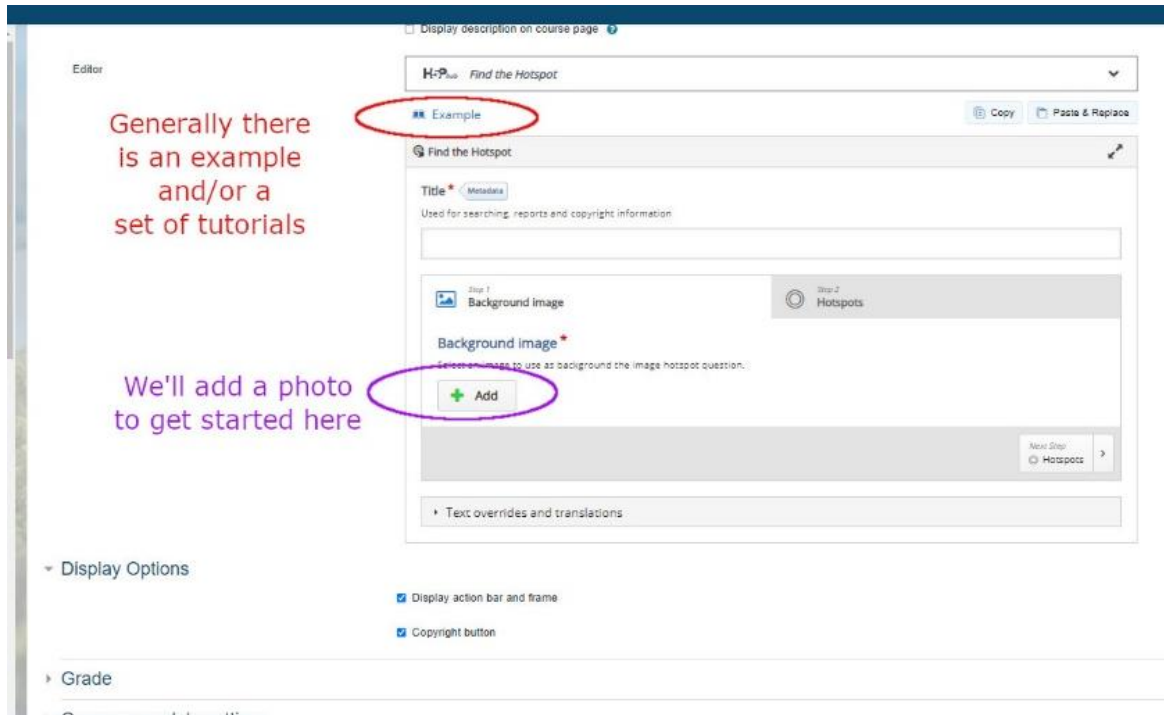 Display description on course page
Editor
Find the Hotspot
Generally there
is an example
and/or a
set of tutorials
Example
Copy
Paste & Replace
Find the Hotspot
Title * Metadata
Used for searching, reports and copyright information
Step 1
Background image
Step 2
Hotspots
Background image *
Select an image to use as background the image hotspot question.
We'll add a photo
to get started here
+ Add
Next Step
Hotspots
Text overrides and translations
Display Options
Display action bar and frame
Copyright button
Grade